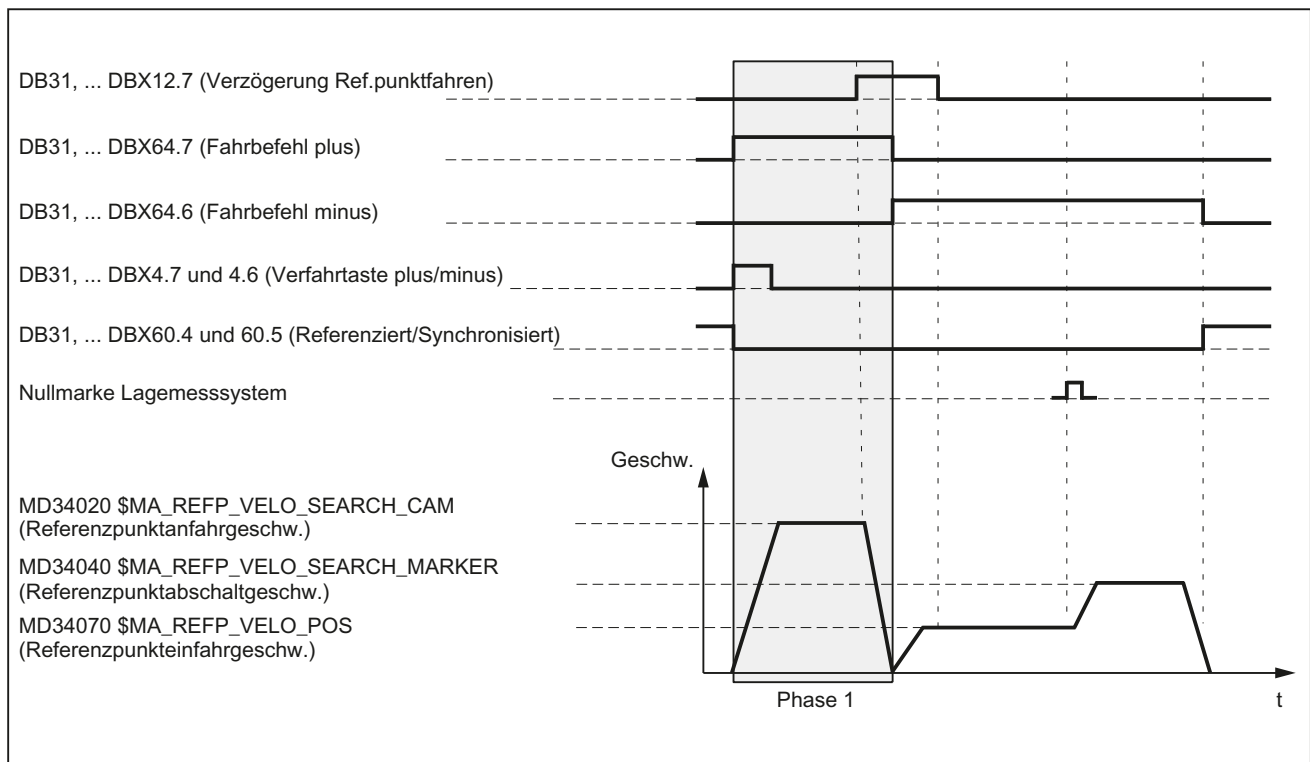 DB31, ... DBX12.7 (Verzögerung Ref.punktfahren)
DB31, ... DBX64.7 (Fahrbefehl plus)
DB31, ... DBX64.6 (Fahrbefehl minus)
DB31, ... DBX4.7 und 4.6 (Verfahrtaste plus/minus)
DB31, ... DBX60.4 und 60.5 (Referenziert/Synchronisiert)
Nullmarke Lagemesssystem
Geschw.
MD34020 $MA_REFP_VELO_SEARCH_CAM
(Referenzpunktanfahrgeschw.)
MD34040 $MA_REFP_VELO_SEARCH_MARKER
(Referenzpunktabschaltgeschw.)
MD34070 $MA_REFP_VELO_POS
(Referenzpunkteinfahrgeschw.)
Phase 1
t